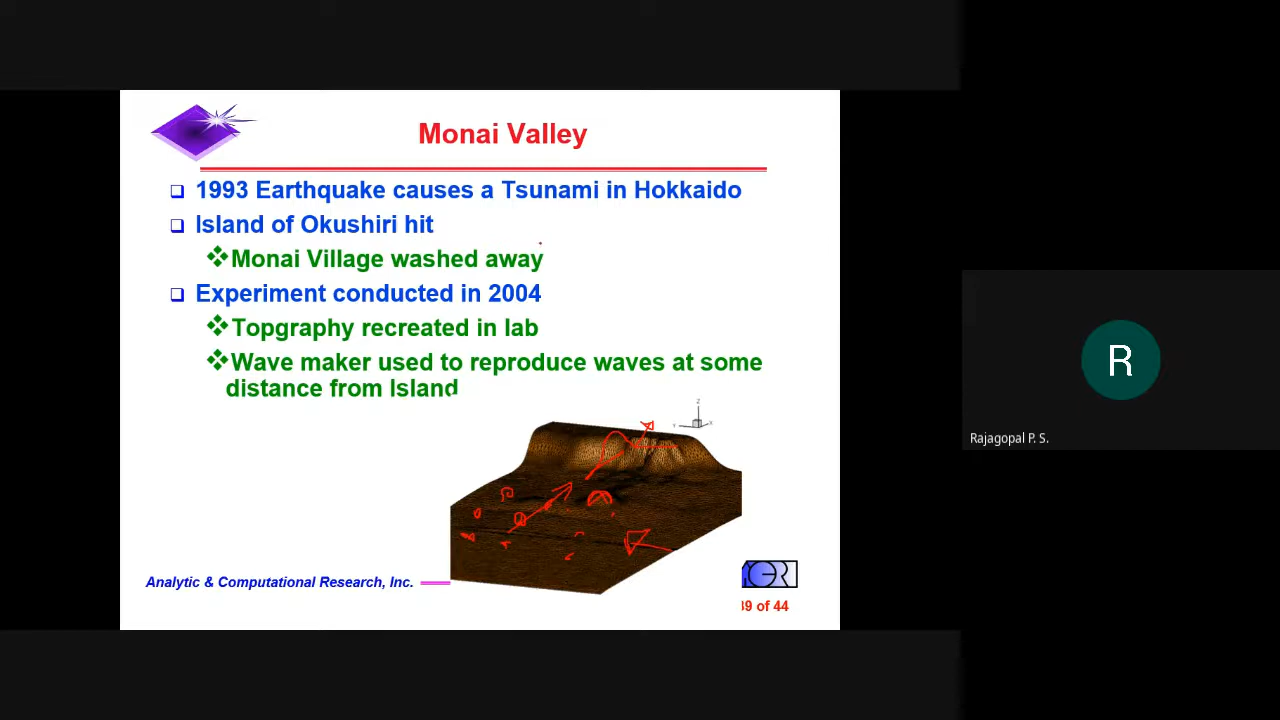 Monai Valley
1993 Earthquake causes a Tsunami in Hokkaido
Island of Okushiri hit
Monai Village washed away
Experiment conducted in 2004
Topgraphy recreated in lab
Wave maker used to reproduce waves at some
distance from Island
Z
Y X
Analytic & Computational Research, Inc.
39 of 44
R
Rajagopal P. S.